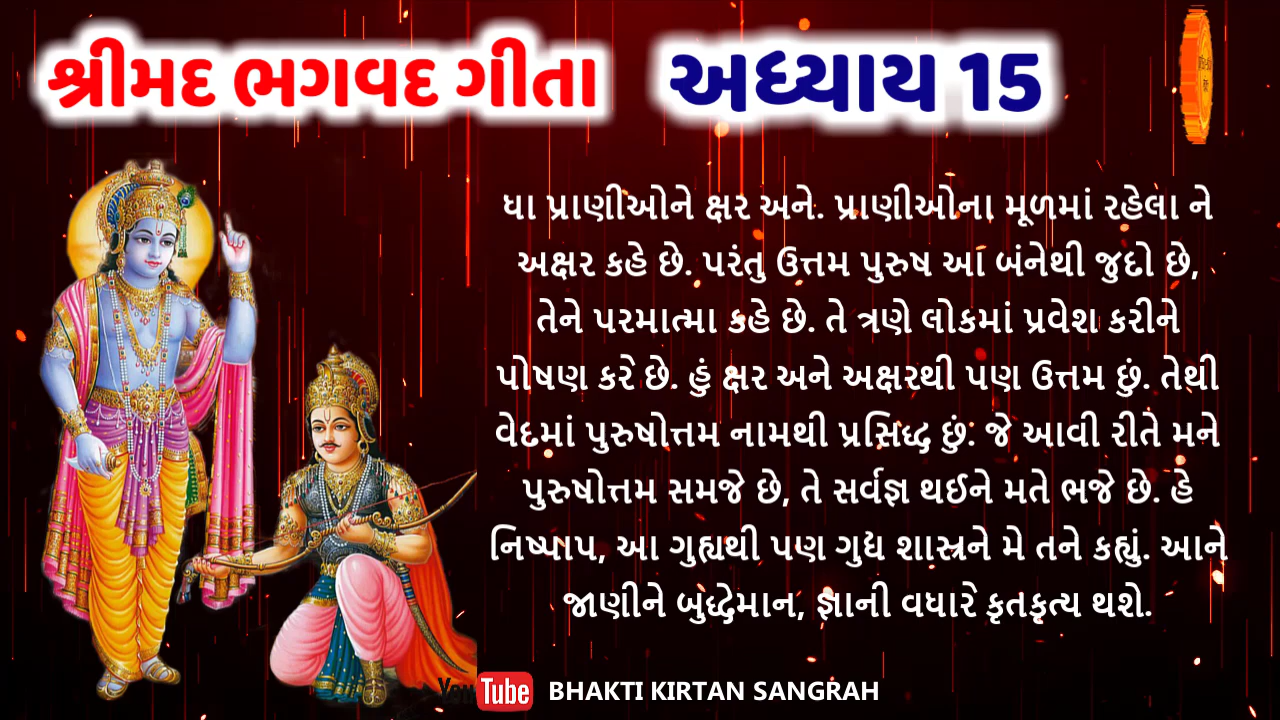 શ્રીમદ ભગવદ ગીતા અધ્યાય 15
ધા પ્રાણીઓને ક્ષર અને. પ્રાણીઓના મૂળમાં રહેલા ને
અક્ષર કહે છે. પરંતુ ઉત્તમ પુરુષ આ બંનેથી જુદો છે,
તેને પરમાત્મા કહે છે. તે ત્રણે લોકમાં પ્રવેશ કરીને
પોષણ કરે છે. હું ક્ષર અને અક્ષરથી પણ ઉત્તમ છું. તેથી
વેદમાં પુરુષોત્તમ નામથી પ્રસિદ્ધ છું. જે આવી રીતે મને
પુરુષોત્તમ સમજે છે, તે સર્વજ્ઞ થઈને મતે ભજે છે. હે
નિષ્પાપ, આ ગુહ્યથી પણ ગુદ્ય શાસ્ત્રને મે તને કહ્યું. આને
જાણીને બુદ્ધેમાન, જ્ઞાની વધારે કૃતકૃત્ય થશે.
YouTube BHAKTI KIRTAN SANGRAH